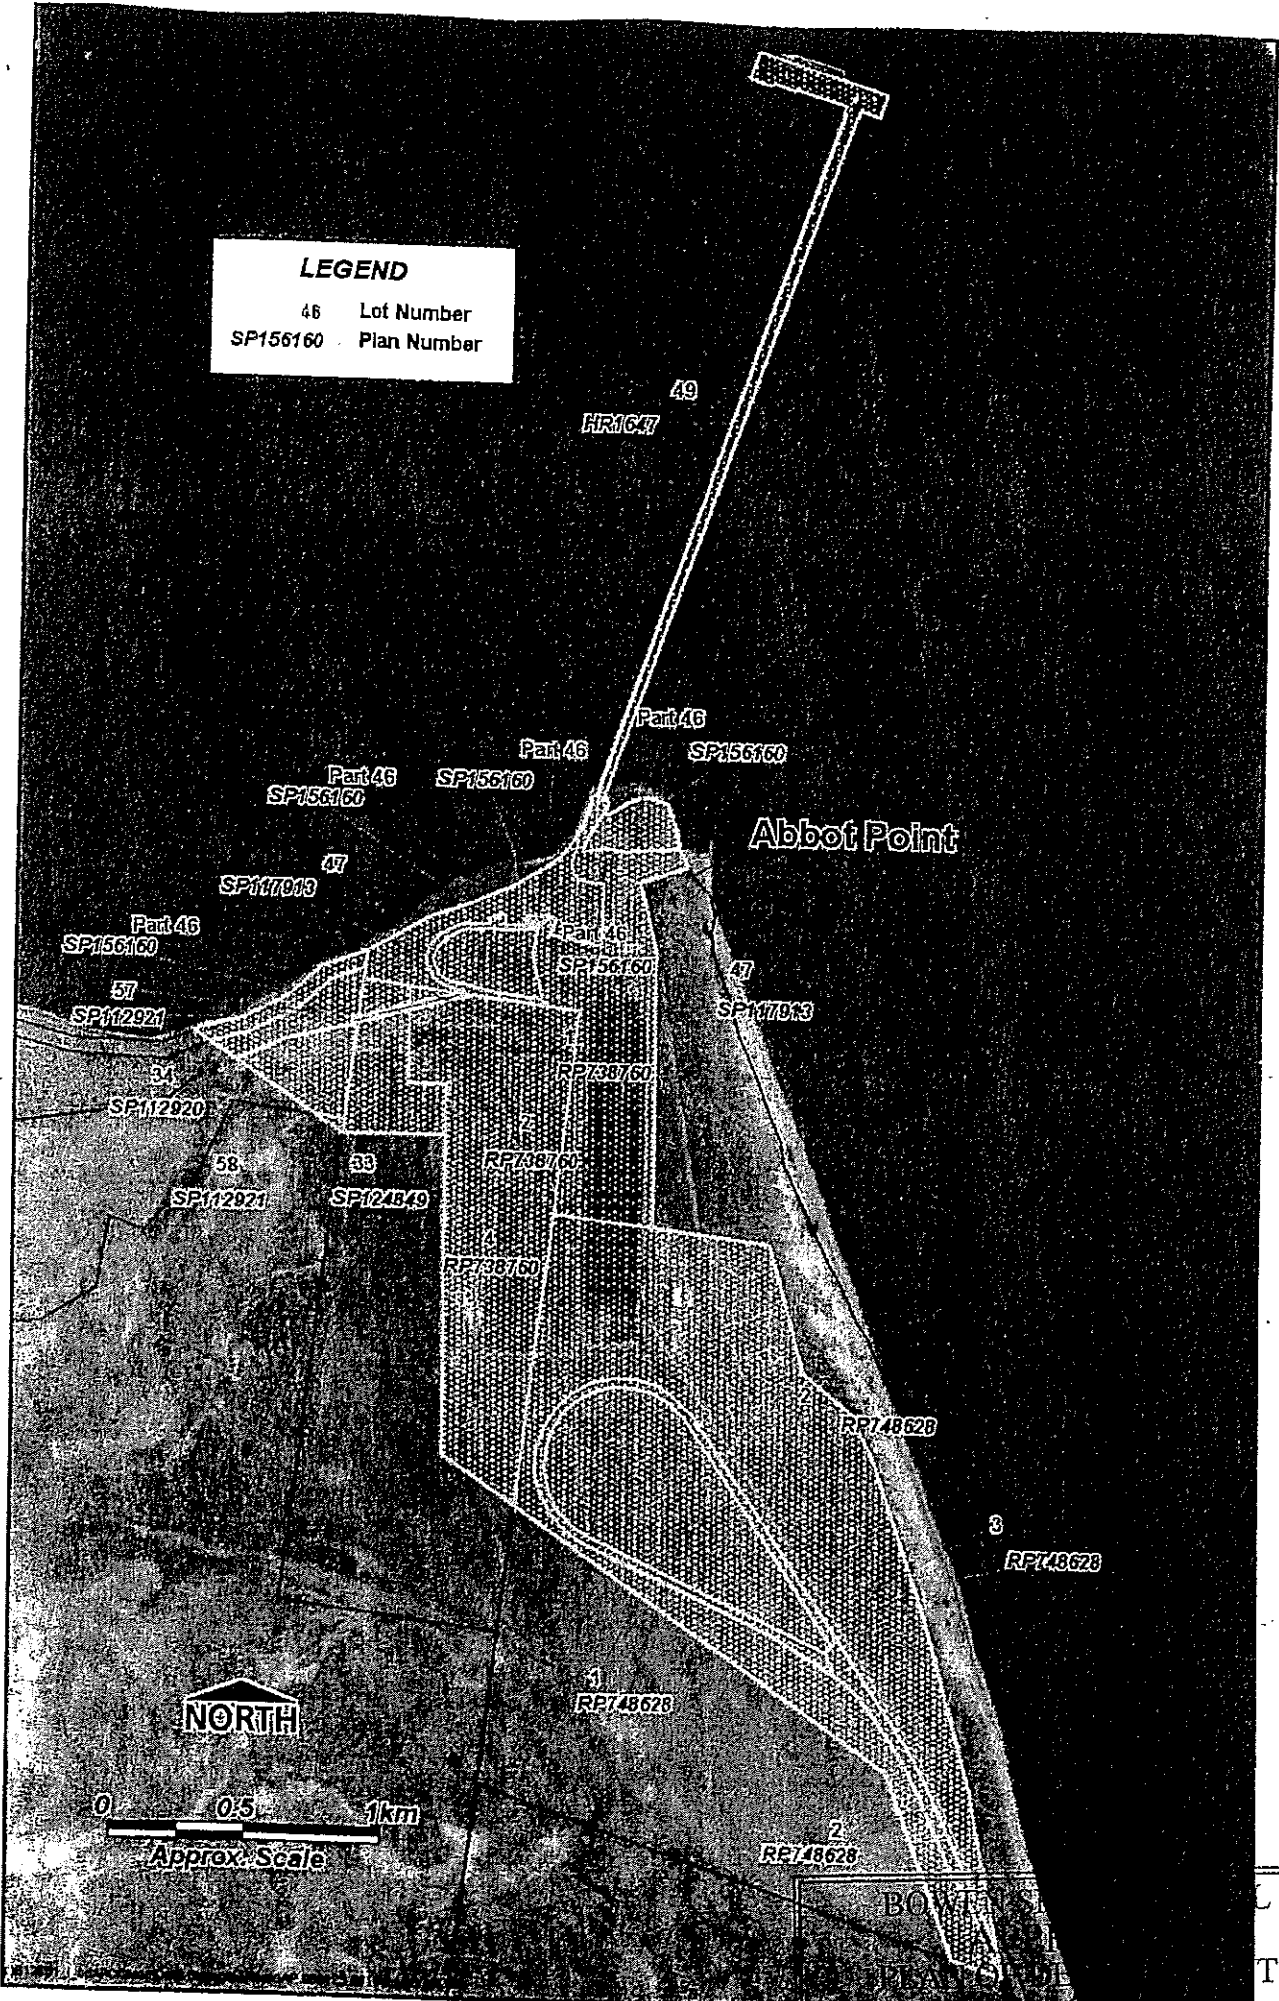 LEGEND
46 Lot Number
SP156160 Plan Number
49
HR1647
Part 46
SP156160
Part 46
SP156160
Part 46
SP156160
Abbot Point
47
SP117913
Part 46
SP156160
Part 46
SP156160
47
SP117913
57
SP112921
34
SP112920
RP738760
2
RP738760
58
SP112921
33
SP124849
4
RP738760
1
2
RP748628
3
RP748628
1
RP748628
NORTH
0 0.5 1km
Approx. Scale
2
RP748628
BOWEN
PLAN OF